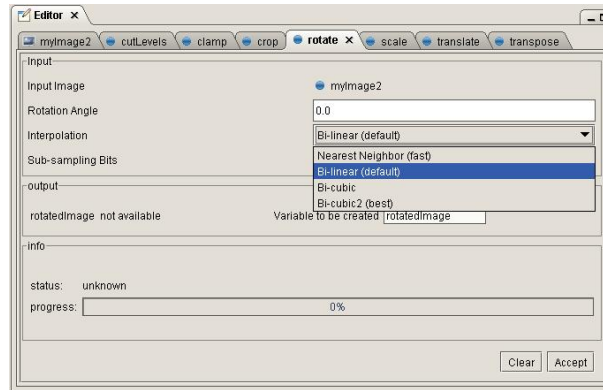 Editor
myImage2 cutLevels clamp crop rotate scale translate transpose
Input
Input Image myImage2
Rotation Angle 0.0
Interpolation Bi-linear (default)
Sub-sampling Bits
Nearest Neighbor (fast)
Bi-linear (default)
Bi-cubic
Bi-cubic2 (best)
output
rotatedImage not available Variable to be created rotatedImage
info
status: unknown
progress: 0%
Clear Accept